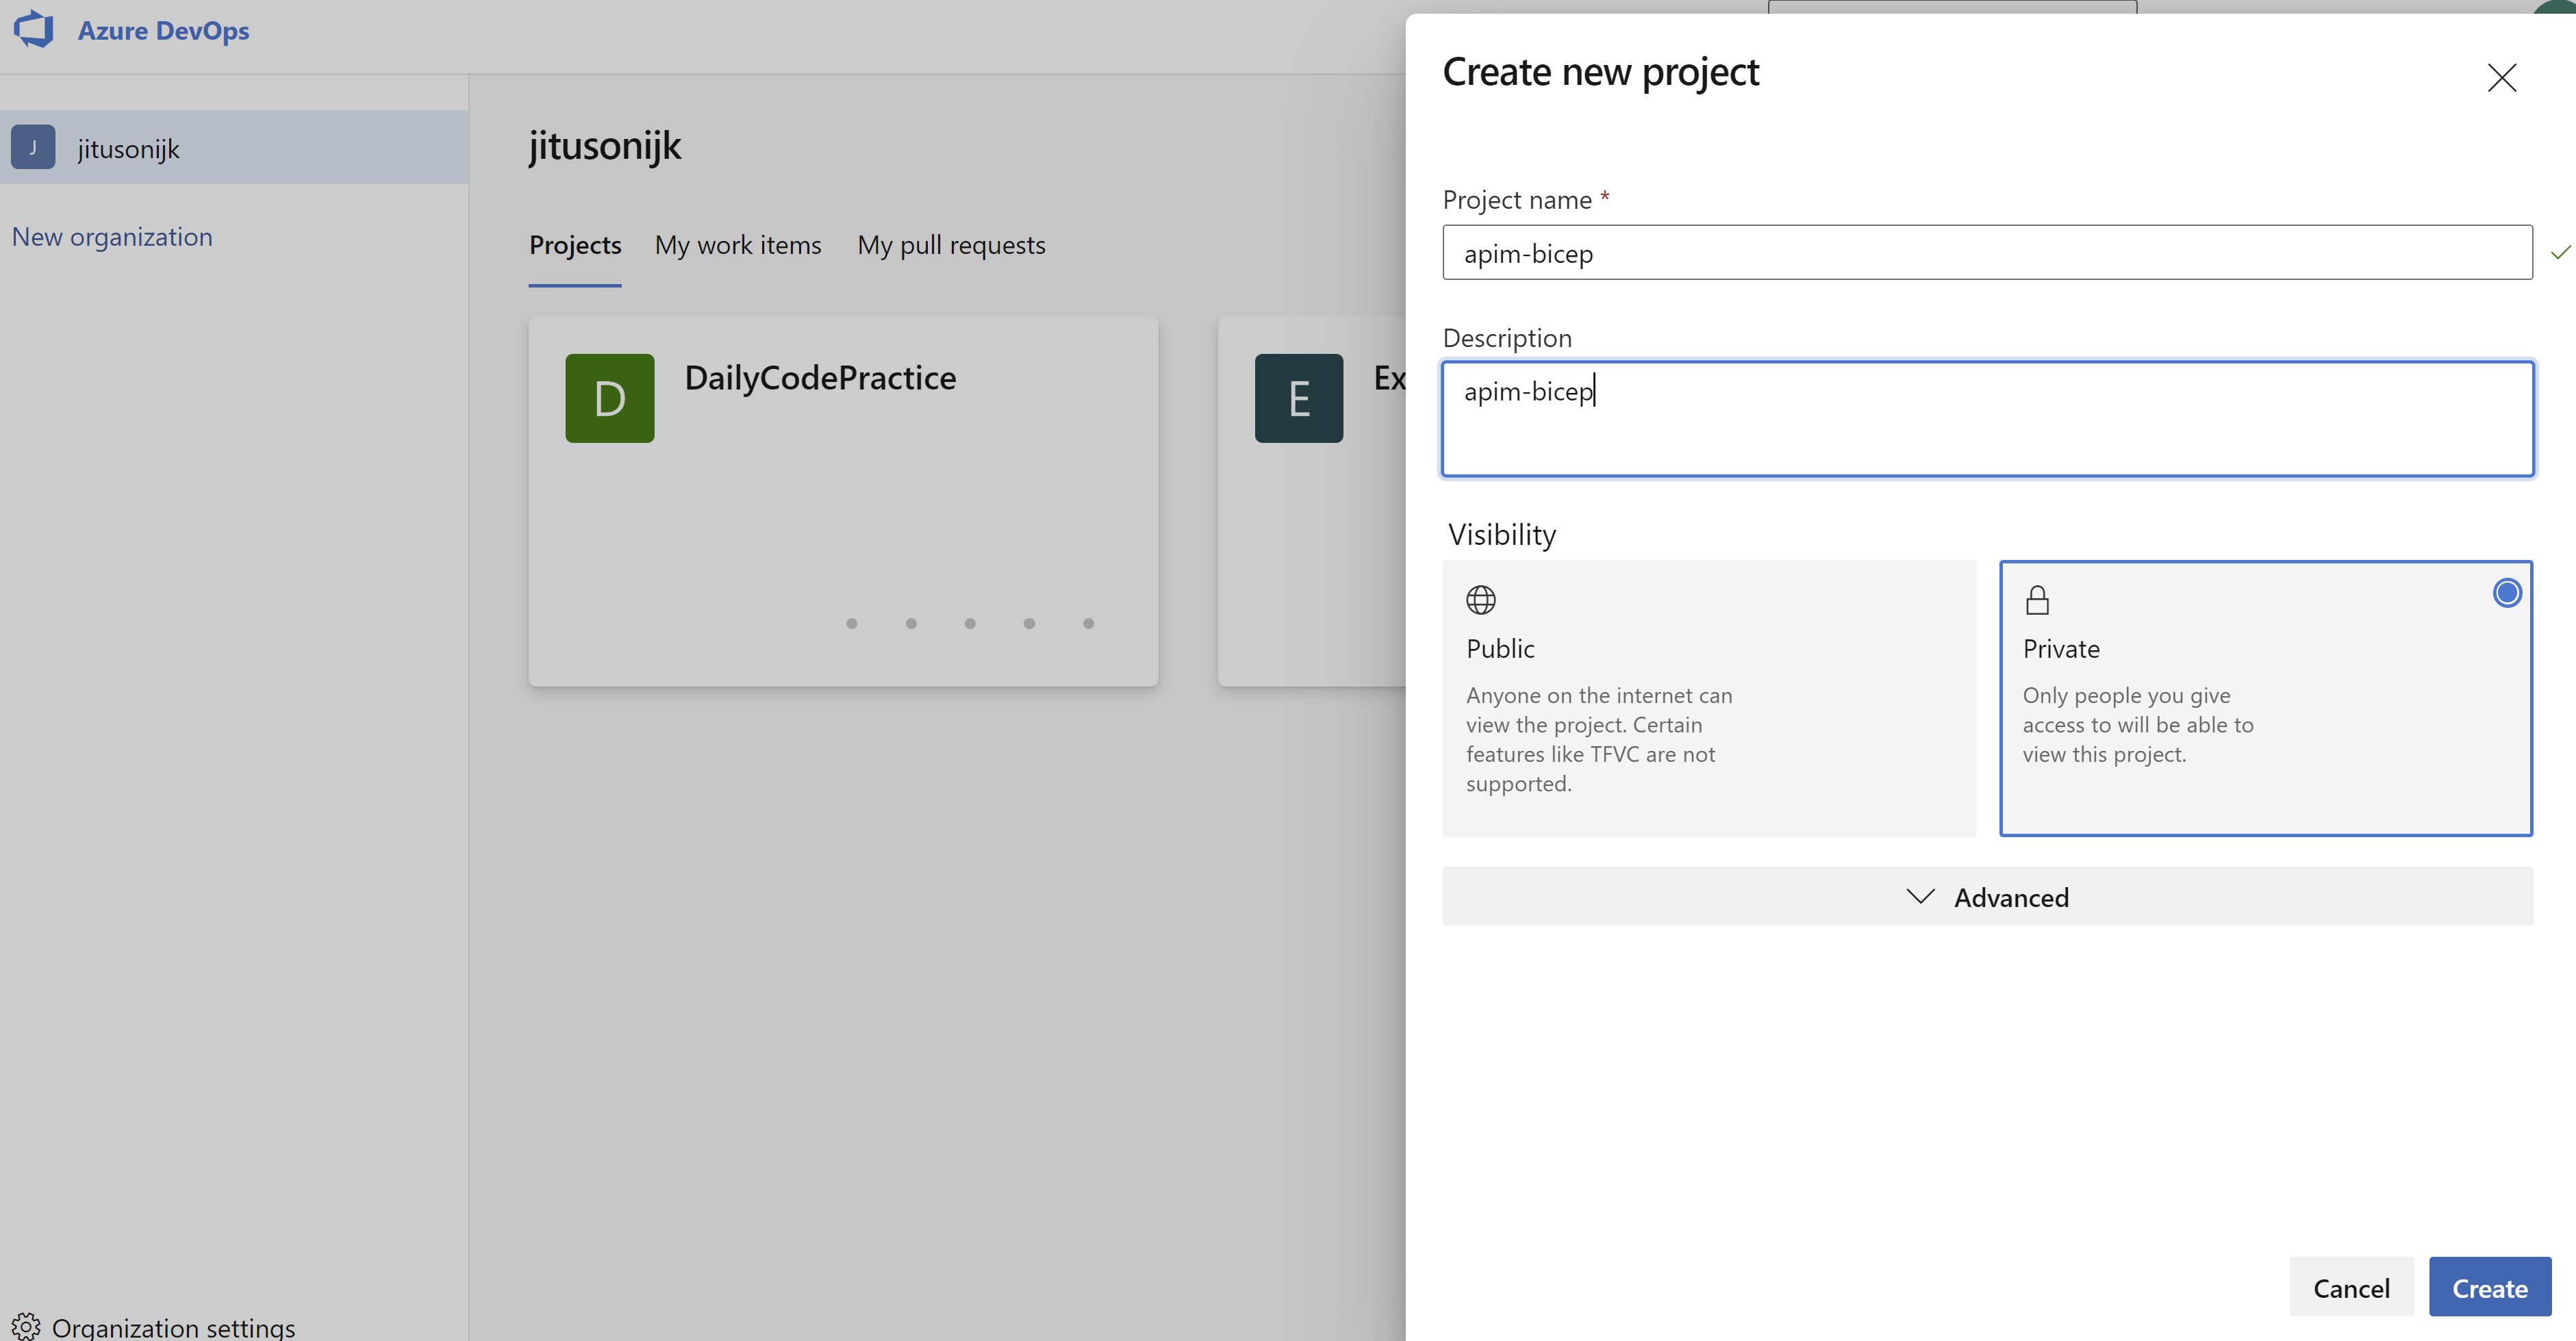 Azure DevOps
J
jitusonijk
New organization
Organization settings
jitusonijk
Projects
My work items
My pull requests
D
DailyCodePractice
E
Ex
Create new project
Project name *
apim-bicep
Description
apim-bicep
Visibility
Public
Anyone on the internet can
view the project. Certain
features like TFVC are not
supported.
Private
Only people you give
access to will be able to
view this project.
Advanced
Cancel
Create